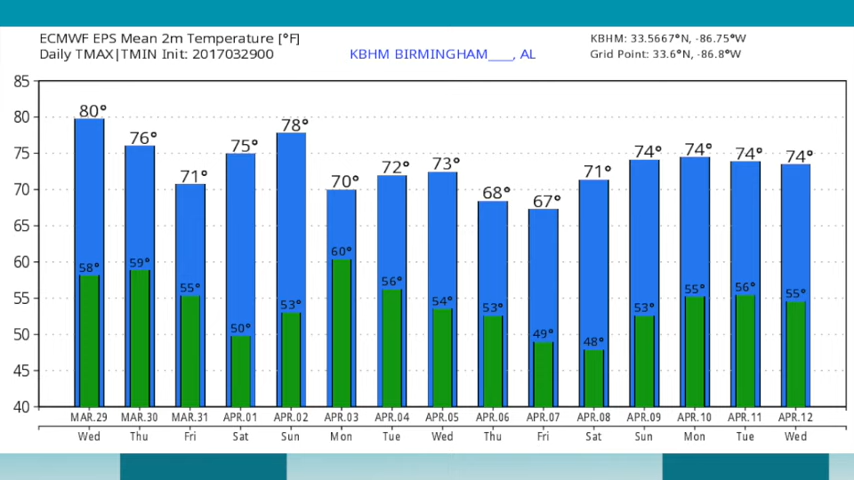 ECMWF EPS Mean 2m Temperature [°F]
Daily TMAX|TMIN Init: 2017032900
KBHM BIRMINGHAM____, AL
KBHM: 33.5667°N, -86.75°W
Grid Point: 33.6°N, -86.8°W
85
80
75
70
65
60
55
50
45
40
80° 76° 71° 75° 78° 70° 72° 73° 68° 67° 71° 74° 74° 74° 74°
58° 59° 55° 50° 53° 60° 56° 54° 53° 49° 48° 53° 55° 56° 55°
MAR.29 MAR.30 MAR.31 APR.01 APR.02 APR.03 APR.04 APR.05 APR.06 APR.07 APR.08 APR.09 APR.10 APR.11 APR.12
Wed Thu Fri Sat Sun Mon Tue Wed Thu Fri Sat Sun Mon Tue Wed